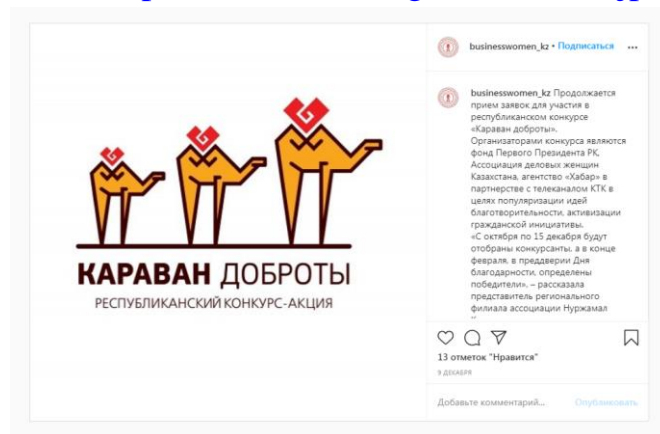 КАРАВАН ДОБРОТЫ
РЕСПУБЛИКАНСКИЙ КОНКУРС-АКЦИЯ
businesswomen_kz • Подписаться •••
businesswomen_kz Продолжается
прием заявок для участия в
республиканском конкурсе
«Караван доброты».
Организаторами конкурса являются
фонд Первого Президента РК,
Ассоциация деловых женщин
Казахстана, агентство «Хабар» в
партнерстве с телеканалом КТК в
целях популяризации идей
благотворительности, активизации
гражданской инициативы.
«С октября по 15 декабря будут
отобраны конкурсанты, а в конце
февраля, в преддверии Дня
благодарности, определены
победители», – рассказала
представитель регионального
филиала ассоциации Нуржамал
13 отметок "Нравится"
9 ДЕКАБРЯ
Добавьте комментарий... Опубликовать